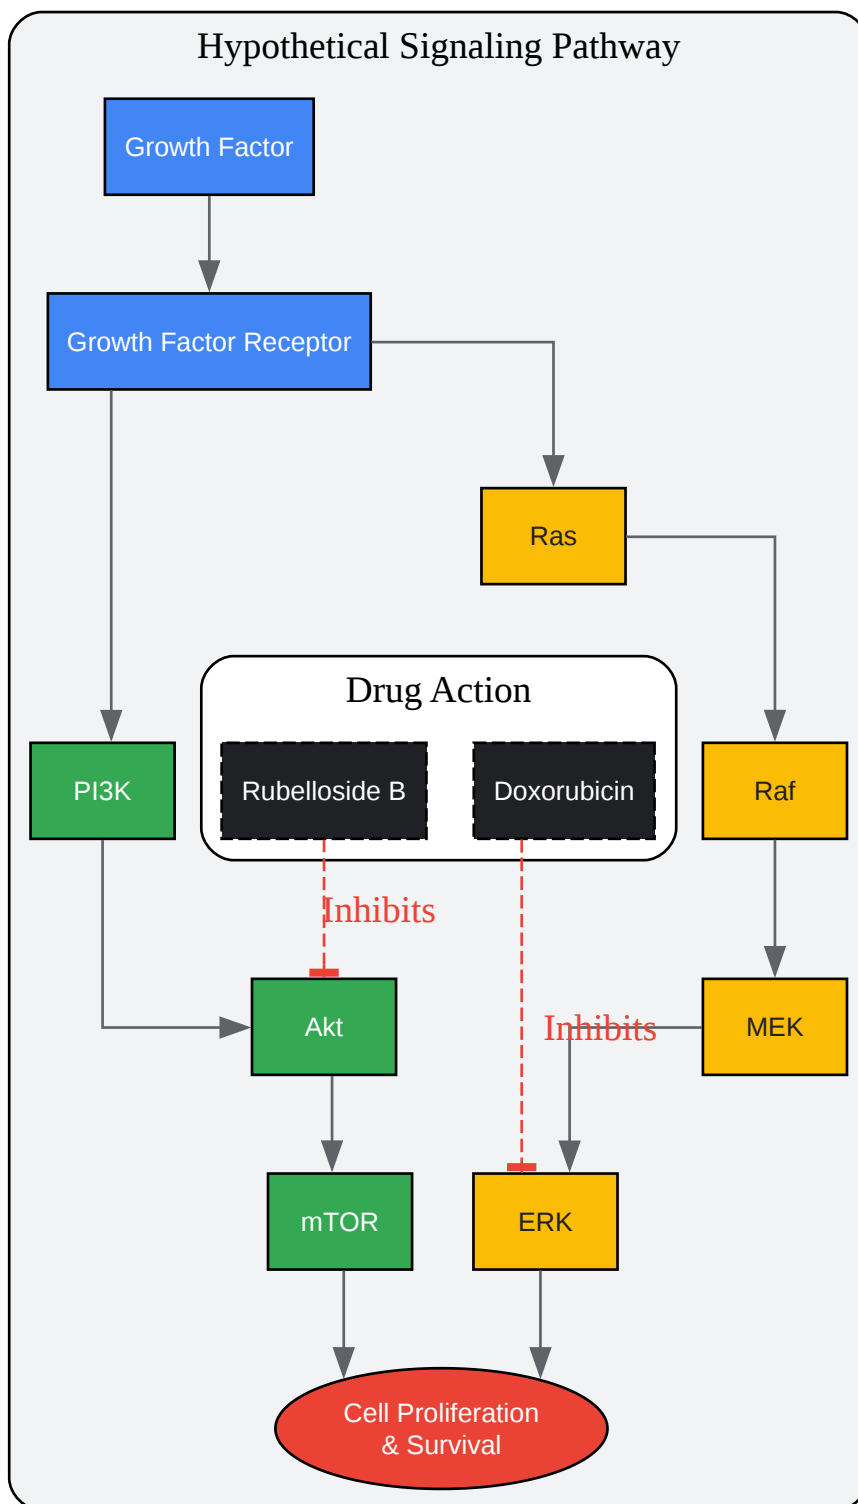 Hypothetical Signaling Pathway
Growth Factor
Growth Factor Receptor
Ras
Drug Action
PI3K
Rubelloside B
Doxorubicin
Raf
Inhibits
Akt
Inhibits
MEK
mTOR
ERK
Cell Proliferation
& Survival